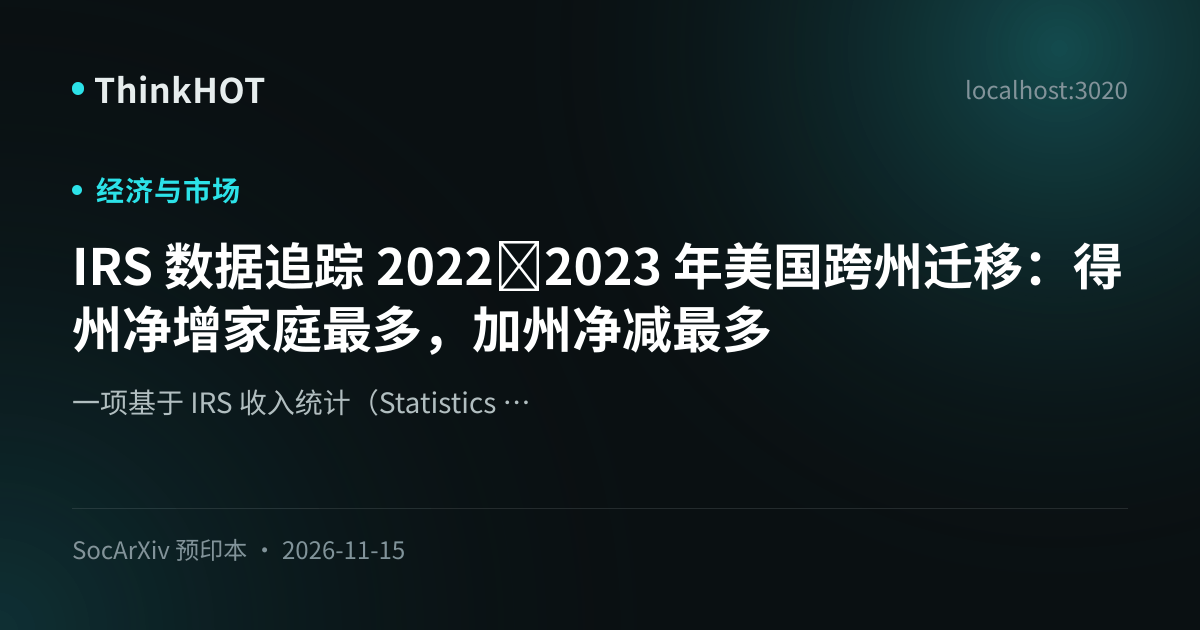 ThinkHOT
localhost:3020
经济与市场
IRS 数据追踪 2022☒2023 年美国跨州迁移：得
州净增家庭最多，加州净减最多
一项基于 IRS 收入统计（Statistics …
SocArXiv 预印本 · 2026-11-15